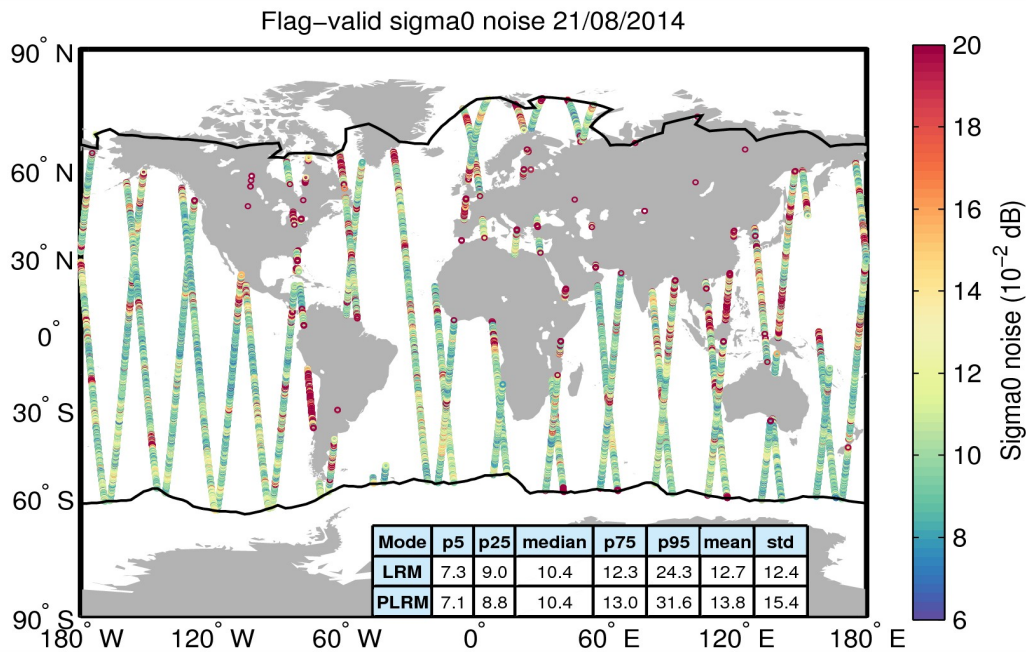 Flag−valid sigma0 noise 21/08/2014
90° N
60° N
30° N
0°
30° S
60° S
90° S
180° W 120° W 60° W 0° 60° E 120° E 180° E
20
18
16
14
12
10
8
6
Sigma0 noise (10⁻² dB)
Mode p5 p25 median p75 p95 mean std
LRM 7.3 9.0 10.4 12.3 24.3 12.7 12.4
PLRM 7.1 8.8 10.4 13.0 31.6 13.8 15.4